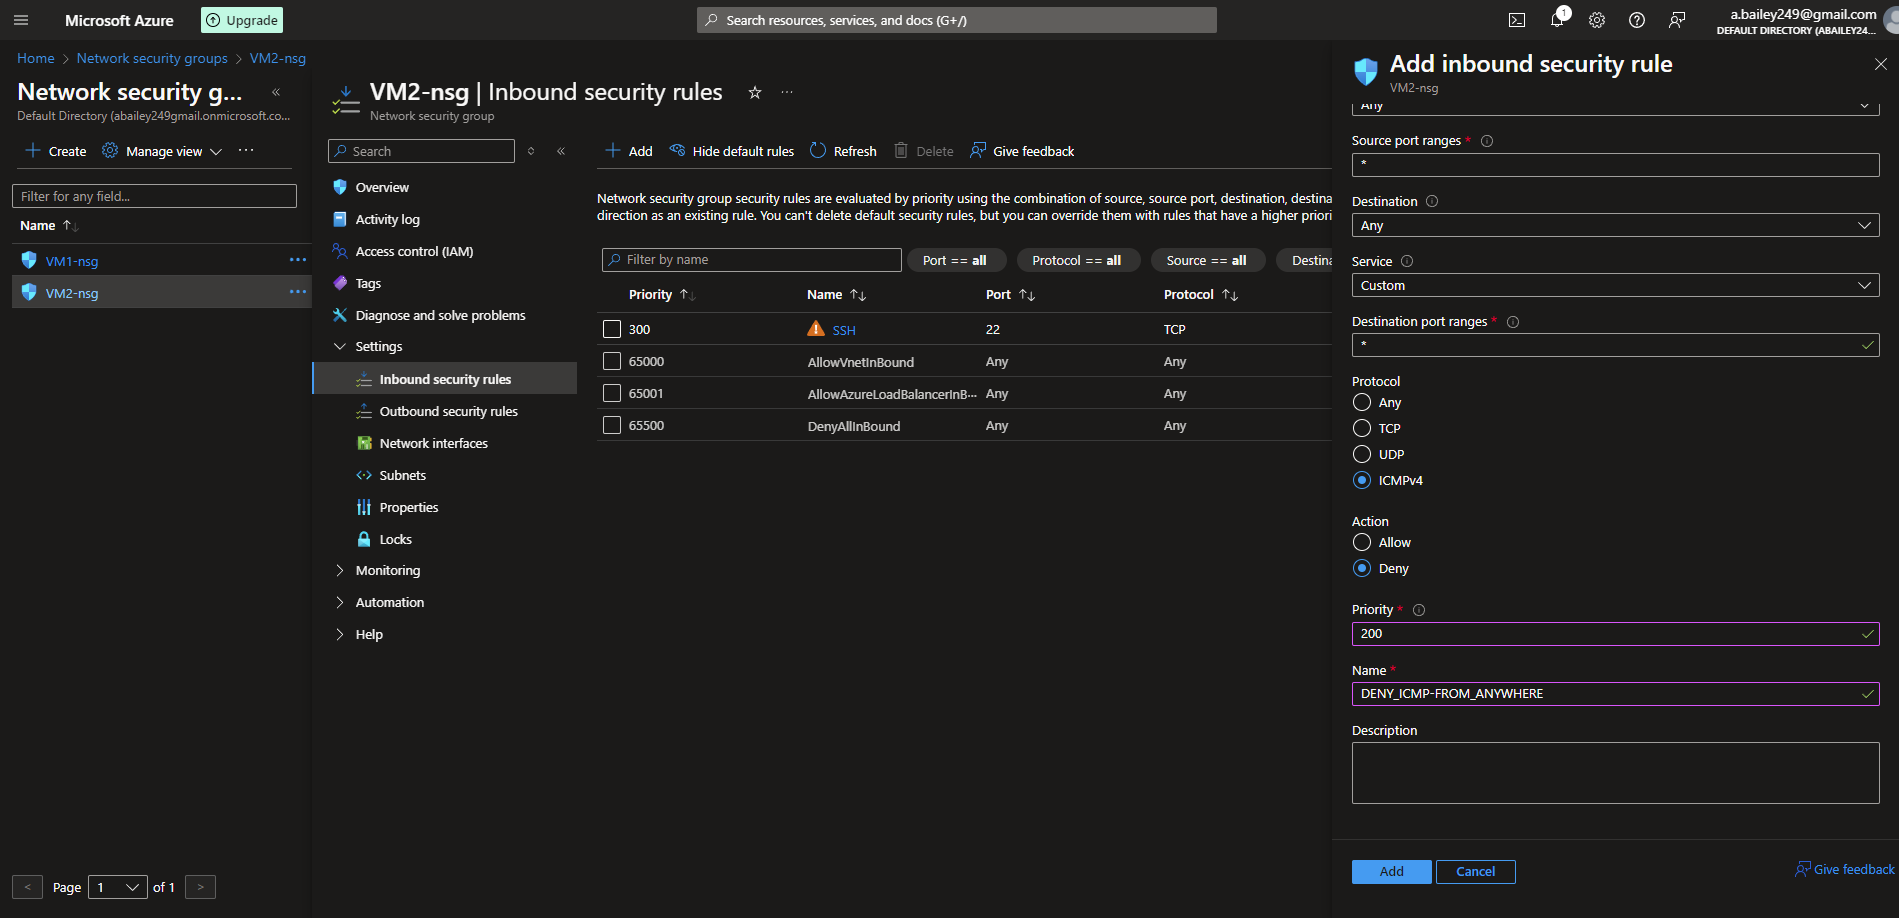 Microsoft Azure
Upgrade
Search resources, services, and docs (G+/)
1
a.bailey249@gmail.com
DEFAULT DIRECTORY (ABAILEY24...
Home > Network security groups > VM2-nsg
Network security g...
Default Directory (abailey249gmail.onmicrosoft.co...
Create
Manage view
Filter for any field...
Name
VM1-nsg
VM2-nsg
< Page 1 of 1 >
VM2-nsg | Inbound security rules
Network security group
Search
Overview
Activity log
Access control (IAM)
Tags
Diagnose and solve problems
Settings
Inbound security rules
Outbound security rules
Network interfaces
Subnets
Properties
Locks
Monitoring
Automation
Help
Add
Hide default rules
Refresh
Delete
Give feedback
Network security group security rules are evaluated by priority using the combination of source, source port, destination, destina
direction as an existing rule. You can't delete default security rules, but you can override them with rules that have a higher priori
Filter by name
Port == all
Protocol == all
Source == all
Destina
Priority Name Port Protocol
300 SSH 22 TCP
65000 AllowVnetInBound Any Any
65001 AllowAzureLoadBalancerInB... Any Any
65500 DenyAllInBound Any Any
Add inbound security rule
VM2-nsg
Any
Source port ranges *
*
Destination
Any
Service
Custom
Destination port ranges *
*
Protocol
Any
TCP
UDP
ICMPv4
Action
Allow
Deny
Priority *
200
Name *
DENY_ICMP-FROM_ANYWHERE
Description
Add
Cancel
Give feedback